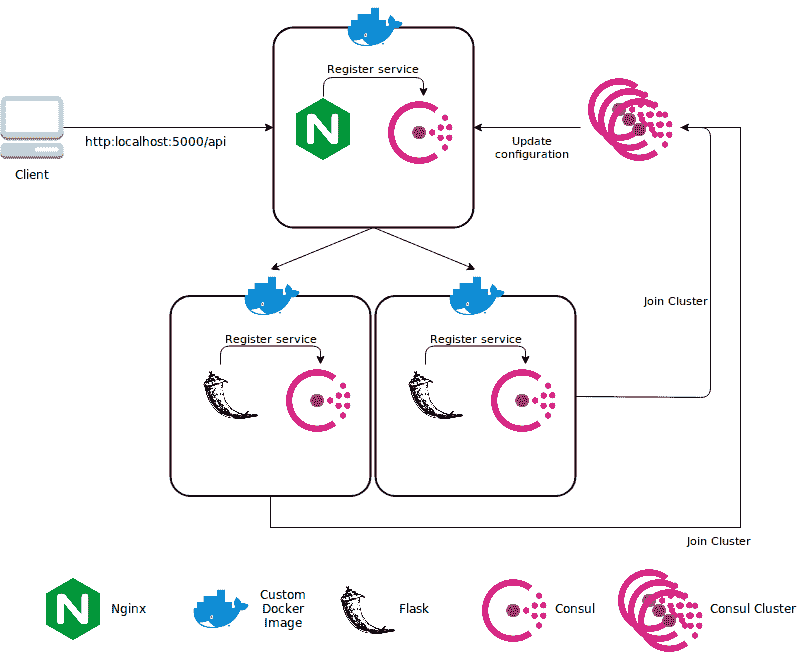 Register service
N
http:localhost:5000/api
Client
Update
configuration
Join Cluster
Register service
Register service
Join Cluster
N
Nginx
Custom
Docker
Image
Flask
Consul
Consul Cluster